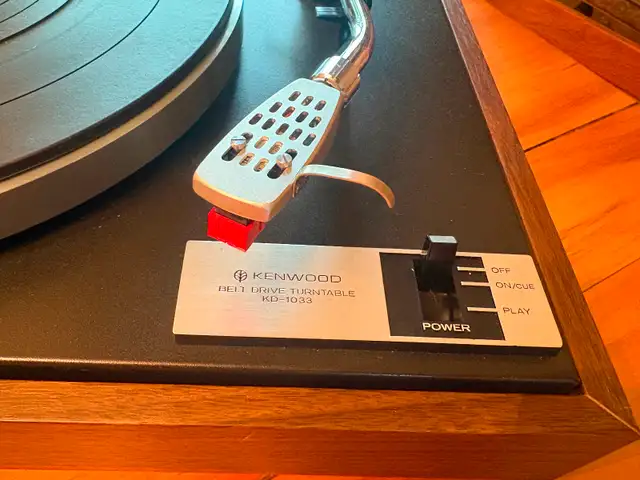 KENWOOD
BELT DRIVE TURNTABLE
KD-1033
OFF
ON/CUE
PLAY
POWER